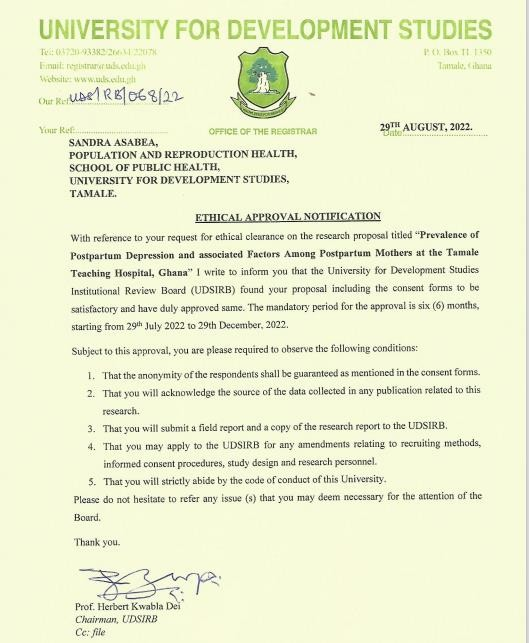 UNIVERSITY FOR DEVELOPMENT STUDIES
Tel: 03720-93382/26634/22078
Email: registrar@uds.edu.gh
Website: www.uds.edu.gh
P. O. Box TL 1350
Tamale, Ghana
Our Ref: UDS/RB/068/22
Your Ref:
OFFICE OF THE REGISTRAR
29TH AUGUST, 2022.
Date
SANDRA ASABEA,
POPULATION AND REPRODUCTION HEALTH,
SCHOOL OF PUBLIC HEALTH,
UNIVERSITY FOR DEVELOPMENT STUDIES,
TAMALE.
ETHICAL APPROVAL NOTIFICATION
With reference to your request for ethical clearance on the research proposal titled “Prevalence of
Postpartum Depression and associated Factors Among Postpartum Mothers at the Tamale
Teaching Hospital, Ghana” I write to inform you that the University for Development Studies
Institutional Review Board (UDSIRB) found your proposal including the consent forms to be
satisfactory and have duly approved same. The mandatory period for the approval is six (6) months,
starting from 29th July 2022 to 29th December, 2022.
Subject to this approval, you are please required to observe the following conditions:
1. That the anonymity of the respondents shall be guaranteed as mentioned in the consent forms.
2. That you will acknowledge the source of the data collected in any publication related to this
research.
3. That you will submit a field report and a copy of the research report to the UDSIRB.
4. That you may apply to the UDSIRB for any amendments relating to recruiting methods,
informed consent procedures, study design and research personnel.
5. That you will strictly abide by the code of conduct of this University.
Please do not hesitate to refer any issue (s) that you may deem necessary for the attention of the
Board.
Thank you.
Prof. Herbert Kwabla Dei
Chairman, UDSIRB
Cc: file